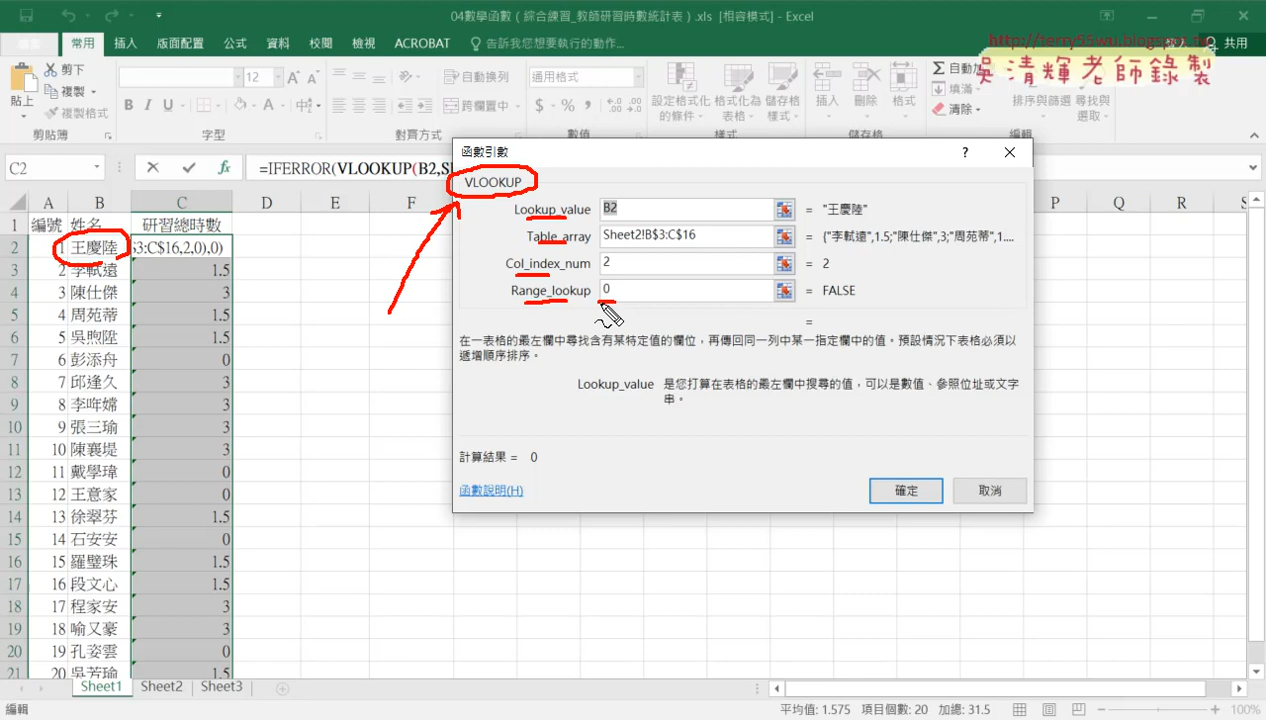 04數學函數（綜合練習_教師研習時數統計表）.xls [相容模式] - Excel
常用 插入 版面配置 公式 資料 校閱 檢視 ACROBAT 告訴我您想要執行的動作... 共用
http://terry55wu.blogspot.tw
吳清輝老師錄製
貼上 剪下 複製 複製格式 剪貼簿
12 字型
自動換列 跨欄置中 對齊方式
通用格式 數值
設定格式化的條件 格式化為表格 儲存格樣式 樣式
插入 刪除 格式 儲存格
自動加 填滿 清除 排序與篩選 尋找與選取 編輯
C2 =IFERROR(VLOOKUP(B2,S
A B C D E F P Q R S
1 編號 姓名 研習總時數
2 1 王慶陸 $3:C$16,2,0),0)
3 2 李軾遠 1.5
4 3 陳仕傑 3
5 4 周苑蒂 1.5
6 5 吳煦陞 1.5
7 6 彭添舟 0
8 7 邱逢久 3
9 8 李哖嫦 3
10 9 張三瑜 3
11 10 陳襄堤 3
12 11 戴學瑋 0
13 12 王意家 0
14 13 徐翠芬 1.5
15 14 石安安 0
16 15 羅璧珠 1.5
17 16 段文心 1.5
18 17 程家安 3
19 18 喻又豪 3
20 19 孔姿雲 0
21 20 吳芳瑜 1.5
函數引數 ?
VLOOKUP
Lookup_value B2 = "王慶陸"
Table_array Sheet2!B$3:C$16 = {"李軾遠",1.5;"陳仕傑",3;"周苑蒂",1....
Col_index_num 2 = 2
Range_lookup 0 = FALSE
=
在一表格的最左欄中尋找含有某特定值的欄位，再傳回同一列中某一指定欄中的值。預設情況下表格必須以
遞增順序排序。
Lookup_value 是您打算在表格的最左欄中搜尋的值，可以是數值、參照位址或文字
串。
計算結果 = 0
函數說明(H) 確定 取消
Sheet1 Sheet2 Sheet3
編輯 平均值: 1.575 項目個數: 20 加總: 31.5 100%